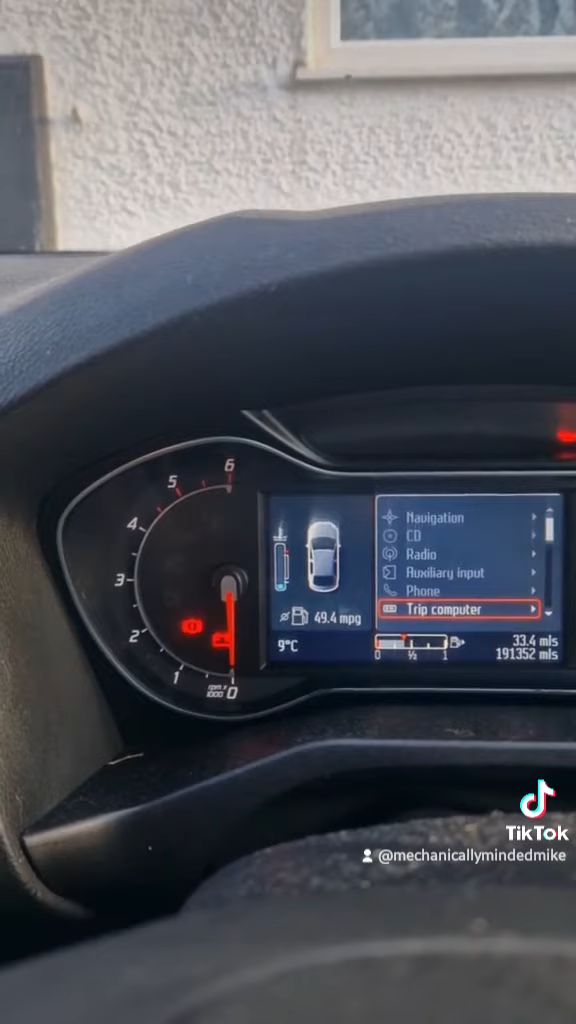 6
5
4
3
2
1
0
rpm x
1000
Navigation
CD
Radio
Auxiliary input
Phone
Trip computer
49.4 mpg
9°C
0 ½ 1
33.4 mls
191352 mls
TikTok
@mechanicallymindedmike